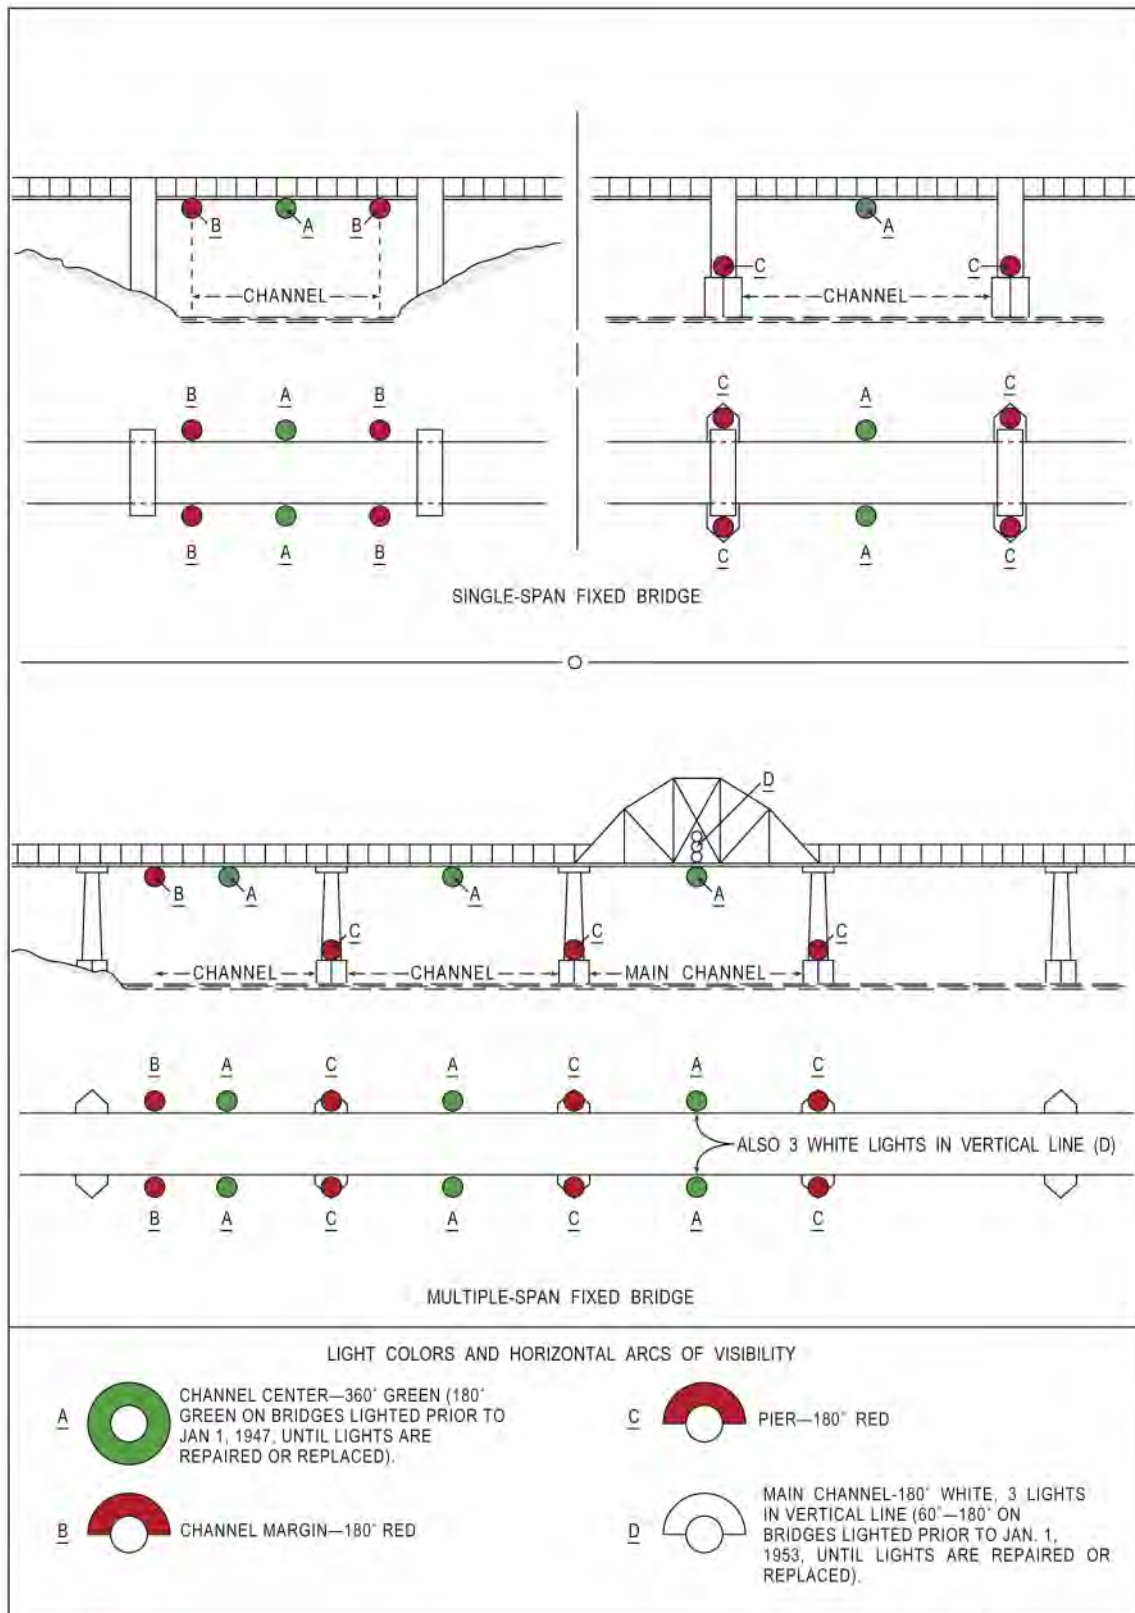 B A B
CHANNEL
A
C C
CHANNEL
B A B
B A B
C A C
C A C
SINGLE-SPAN FIXED BRIDGE
D
B A A A
C C C
CHANNEL CHANNEL MAIN CHANNEL
B A C A C A C
ALSO 3 WHITE LIGHTS IN VERTICAL LINE (D)
B A C A C A C
MULTIPLE-SPAN FIXED BRIDGE
LIGHT COLORS AND HORIZONTAL ARCS OF VISIBILITY
A
CHANNEL CENTER—360° GREEN (180°
GREEN ON BRIDGES LIGHTED PRIOR TO
JAN 1, 1947, UNTIL LIGHTS ARE
REPAIRED OR REPLACED).
B
CHANNEL MARGIN—180° RED
C
PIER—180° RED
D
MAIN CHANNEL-180° WHITE, 3 LIGHTS
IN VERTICAL LINE (60°—180° ON
BRIDGES LIGHTED PRIOR TO JAN. 1,
1953, UNTIL LIGHTS ARE REPAIRED OR
REPLACED).